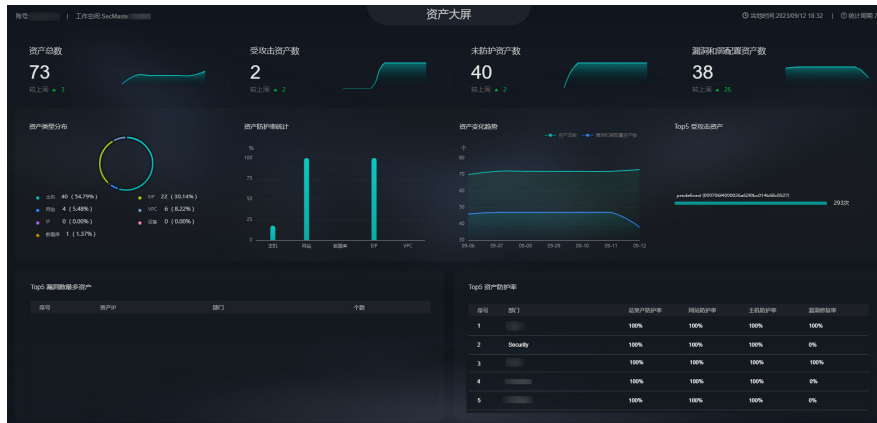 账号
工作空间:SecMaste
资产大屏
当地时间 2023/09/12 18:32
统计周期 7
资产总数
73
较上周 ▲ 3
受攻击资产数
2
较上周 ▲ 2
未防护资产数
40
较上周 ▲ 2
漏洞和弱配置资产数
38
较上周 ▲ 25
资产类型分布
主机 40 ( 54.79% )
EIP 22 ( 30.14% )
网站 4 ( 5.48% )
VPC 6 ( 8.22% )
IP 0 ( 0.00% )
设备 0 ( 0.00% )
数据库 1 ( 1.37% )
资产防护率统计
%
100
75
50
25
0
主机 网站 数据库 EIP VPC
资产变化趋势
资产总数
个
80
70
60
50
40
30
09-06 09-07 09-08 09-09 09-10 09-11 09-12
Top5 受攻击资产
293次
Top5 漏洞数最多资产
序号 资产IP 部门 个数
Top5 资产防护率
序号 部门 总资产防护率 网站防护率 主机防护率 漏洞修复率
1 100% 100% 100% 100%
2 Security 100% 100% 100% 0%
3 100% 100% 100% 100%
4 100% 100% 100% 0%
5 100% 100% 100% 0%